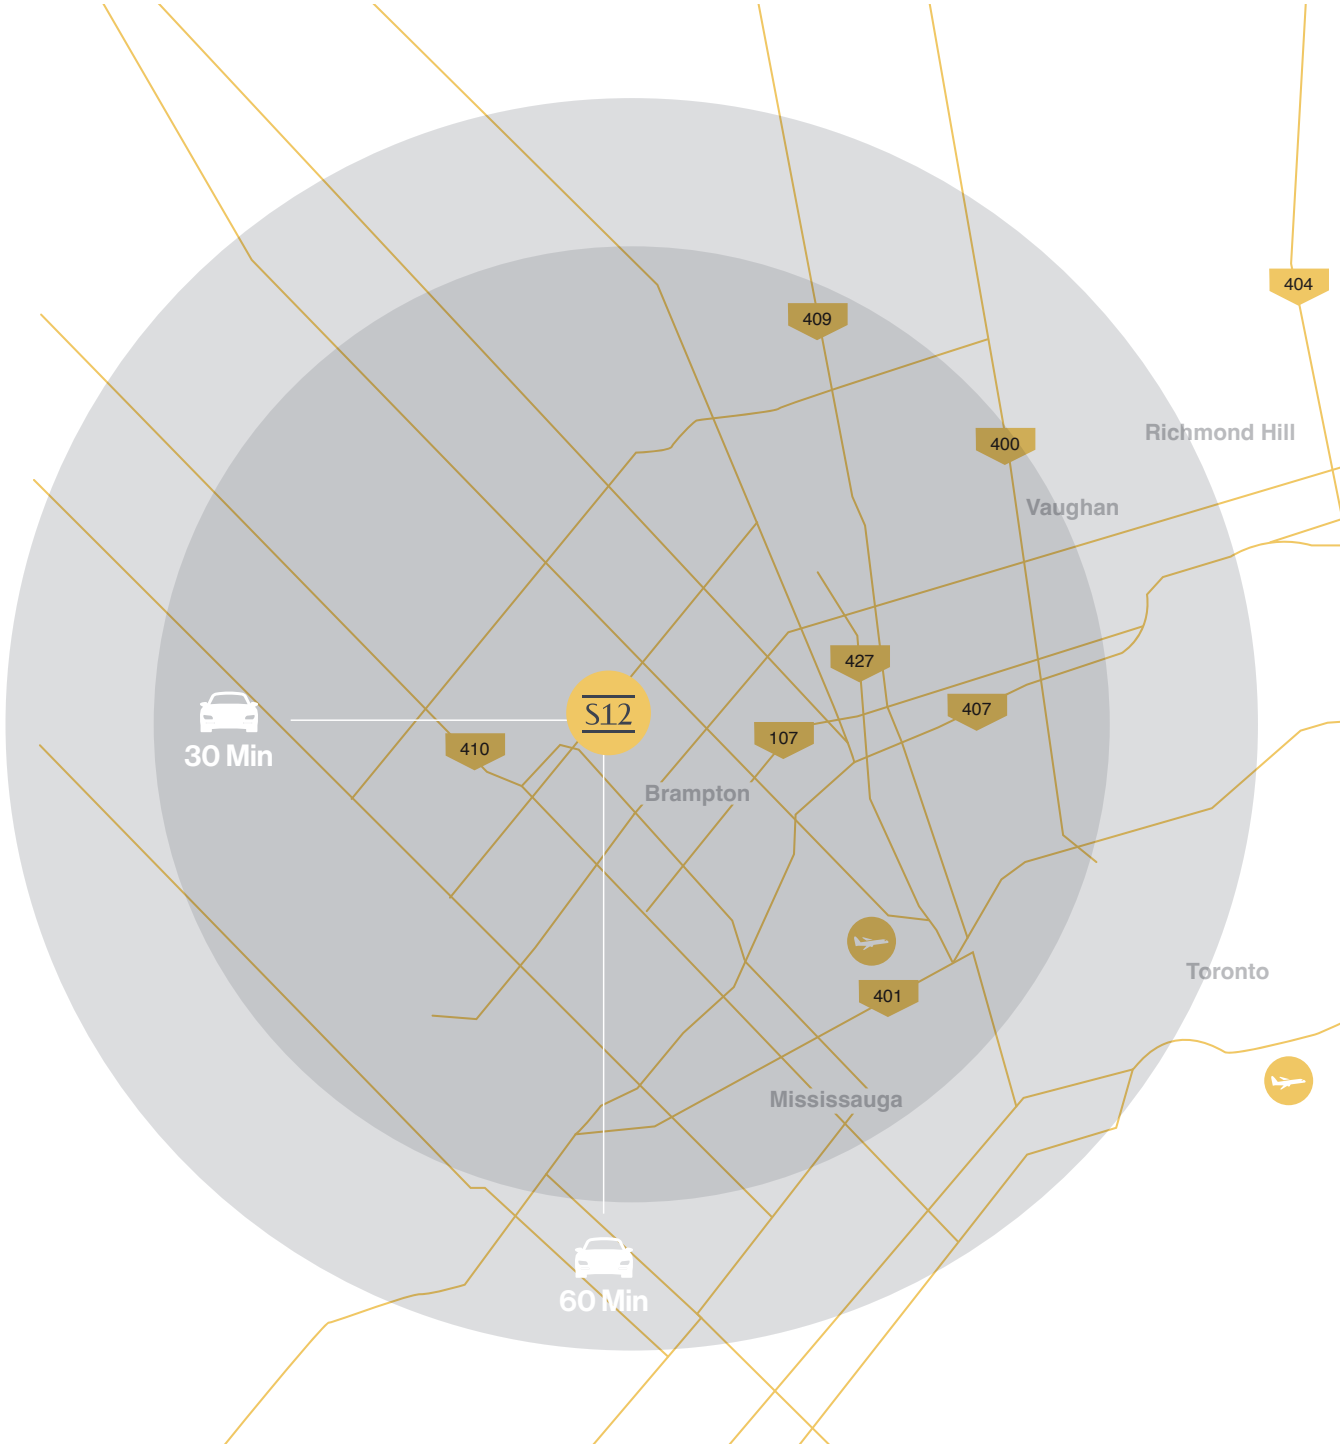 404
409
Richmond Hill
400
Vaughan
427
S12
407
107
410
30 Min
Brampton
Toronto
401
Mississauga
60 Min